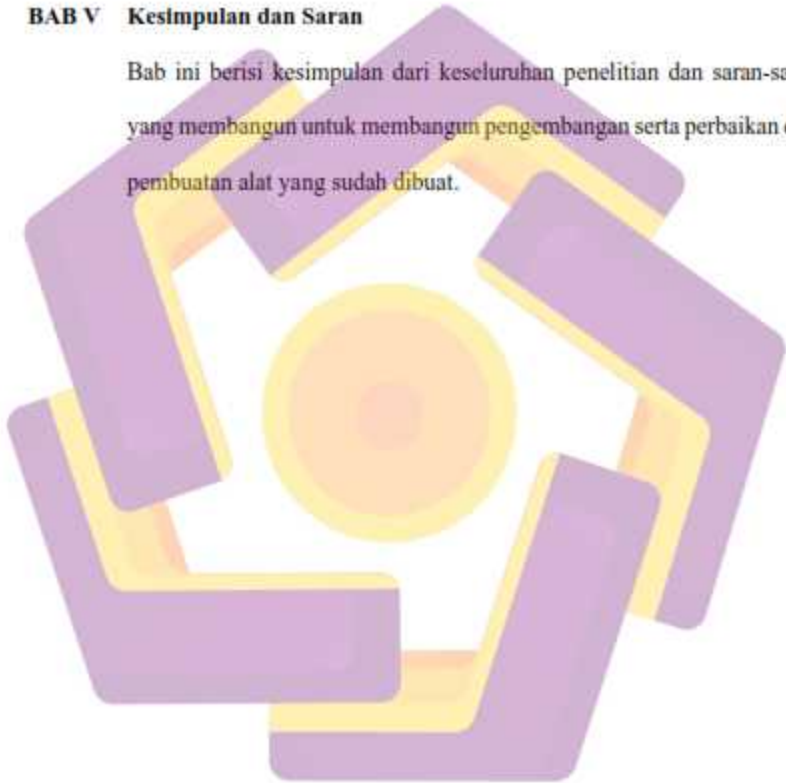 BAB V Kesimpulan dan Saran
Bab ini berisi kesimpulan dari keseluruhan penelitian dan
yang membangun untuk membangun pengembangan serta perbaikan
pembuatan alat yang sudah dibuat.